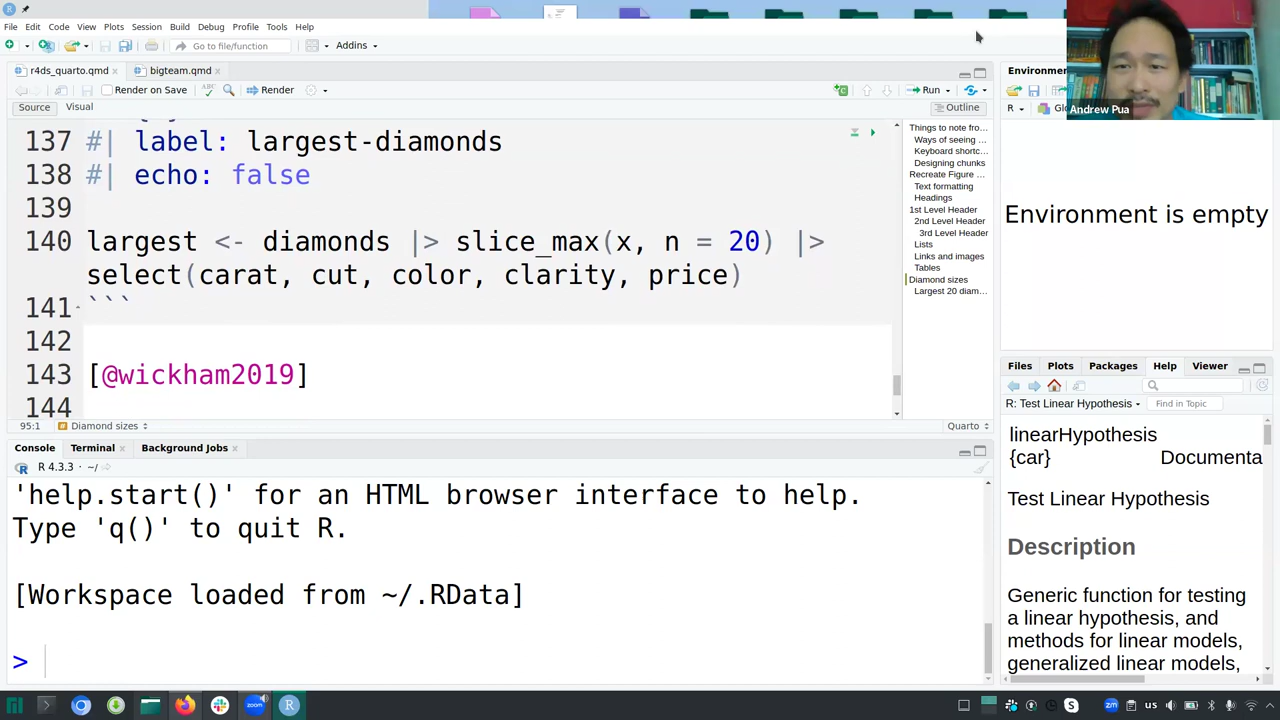 File Edit Code View Plots Session Build Debug Profile Tools Help
Go to file/function
Addins
r4ds_quarto.qmd
bigteam.qmd
Render on Save
ABC
Render
Run
Source
Visual
Outline
137 #| label: largest-diamonds
138 #| echo: false
139
140 largest <- diamonds |> slice_max(x, n = 20) |>
select(carat, cut, color, clarity, price)
141 ```
142
143 [@wickham2019]
144
95:1
Diamond sizes
Quarto
Things to note fro...
Ways of seeing ...
Keyboard shortc...
Designing chunks
Recreate Figure ...
Text formatting
Headings
1st Level Header
2nd Level Header
3rd Level Header
Lists
Links and images
Tables
Diamond sizes
Largest 20 diam...
Console
Terminal
Background Jobs
R 4.3.3 · ~/
'help.start()' for an HTML browser interface to help.
Type 'q()' to quit R.
[Workspace loaded from ~/.RData]
>
Environmen
R
Andrew Pua
Environment is empty
Files Plots Packages Help Viewer
R: Test Linear Hypothesis
Find in Topic
linearHypothesis
{car}
Documenta
Test Linear Hypothesis
Description
Generic function for testing
a linear hypothesis, and
methods for linear models,
generalized linear models,
zoom
zm
us